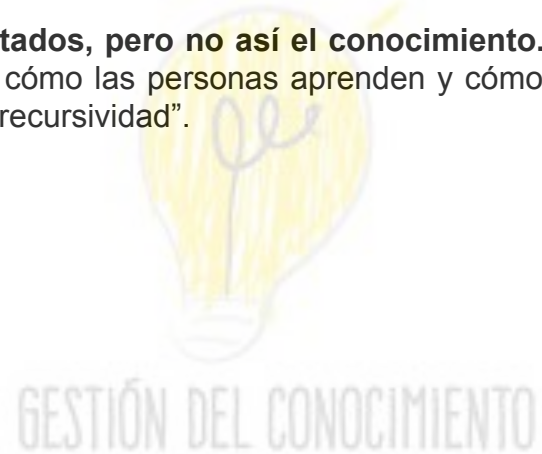 tados, pero no así el conocimiento.
cómo las personas aprenden y cómo
recursividad”.
GESTIÓN DEL CONOCIMIENTO